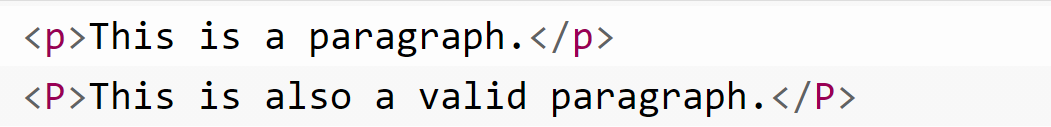 <p>This is a paragraph.</p>
<P>This is also a valid paragraph.</P>